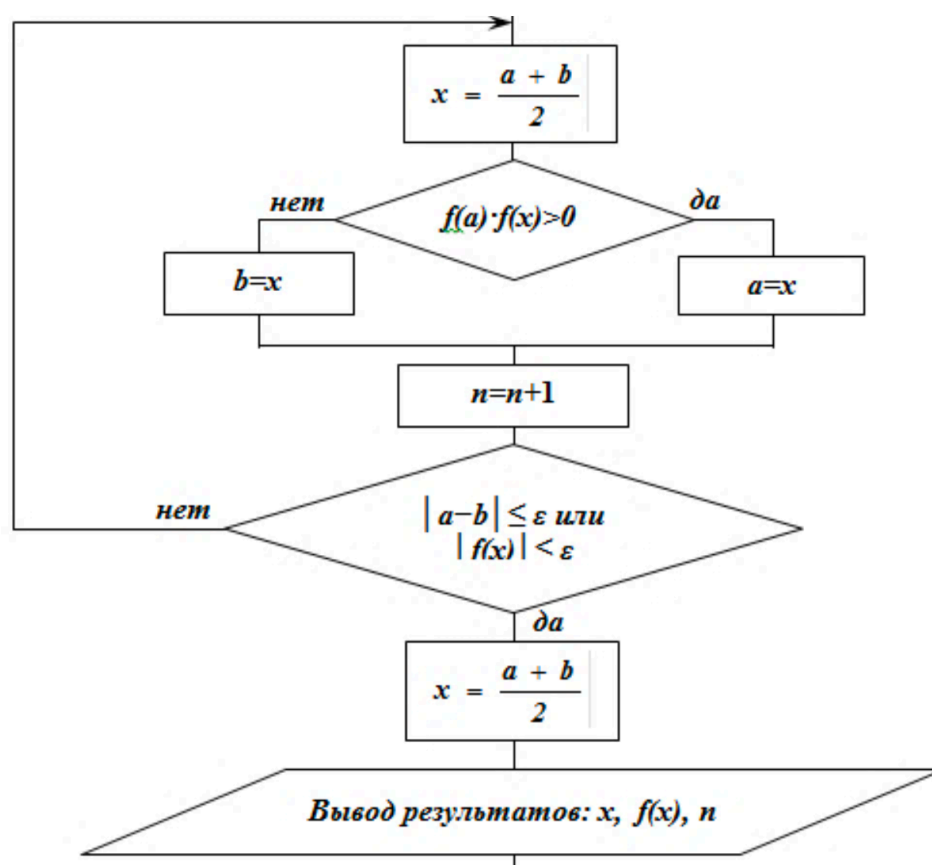 x = (a + b)/2
f(a)·f(x)>0
нет
да
b=x
a=x
n=n+1
|a−b| ≤ ε или
|f(x)| < ε
нет
да
x = (a + b)/2
Вывод результатов: x, f(x), n